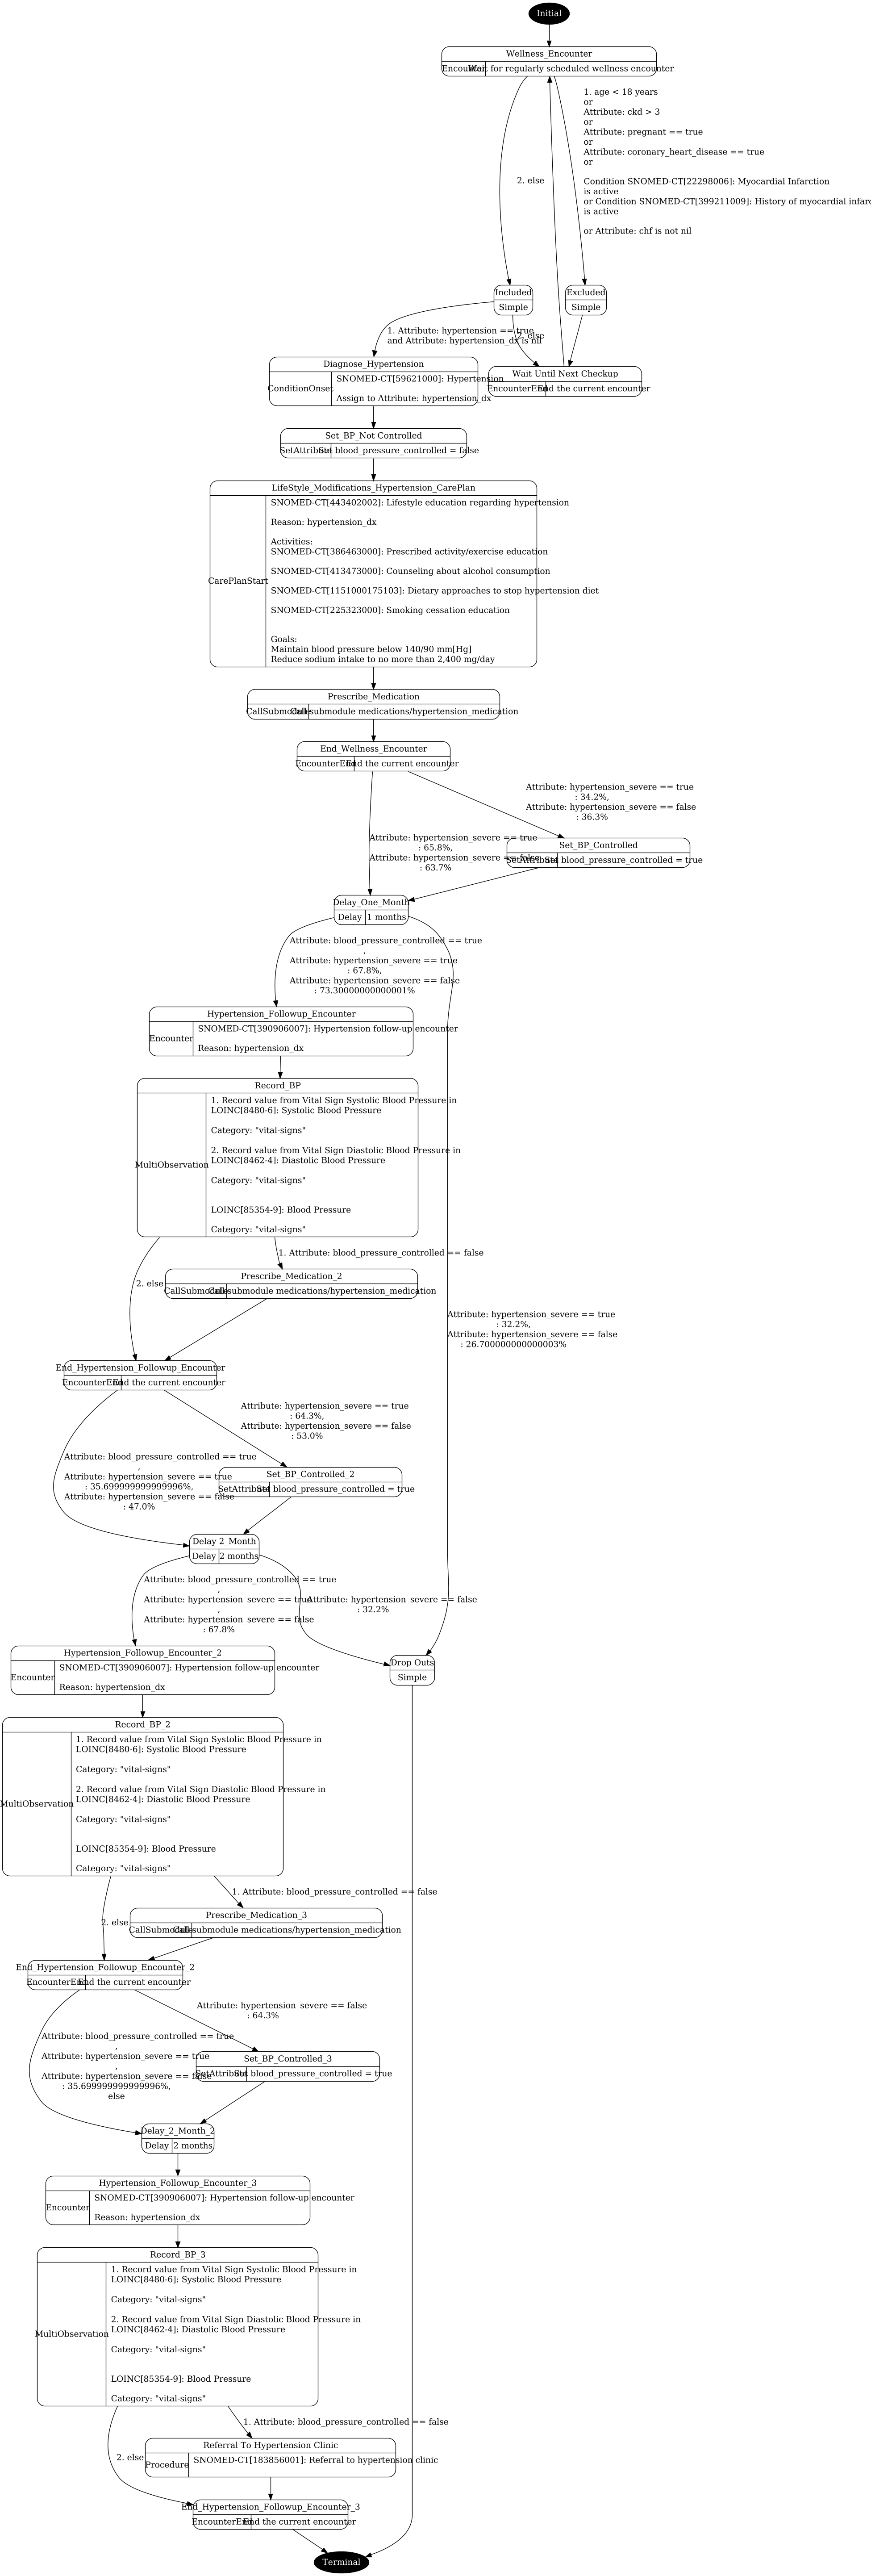 Initial
Wellness_Encounter
Encounter Wait for regularly scheduled wellness encounter
1. age < 18 years
or
Attribute: ckd > 3
or
Attribute: pregnant == true
or
Attribute: coronary_heart_disease == true
or
Condition SNOMED-CT[22298006]: Myocardial Infarction
is active
or Condition SNOMED-CT[399211009]: History of myocardial infarc
is active
or Attribute: chf is not nil
2. else
Included
Simple
Excluded
Simple
1. Attribute: hypertension == true
and Attribute: hypertension_dx is nil
2. else
Diagnose_Hypertension
ConditionOnset
SNOMED-CT[59621000]: Hypertension
Assign to Attribute: hypertension_dx
Wait Until Next Checkup
EncounterEnd End the current encounter
Set_BP_Not Controlled
SetAttribute Set blood_pressure_controlled = false
LifeStyle_Modifications_Hypertension_CarePlan
CarePlanStart
SNOMED-CT[443402002]: Lifestyle education regarding hypertension
Reason: hypertension_dx
Activities:
SNOMED-CT[386463000]: Prescribed activity/exercise education
SNOMED-CT[413473000]: Counseling about alcohol consumption
SNOMED-CT[1151000175103]: Dietary approaches to stop hypertension diet
SNOMED-CT[225323000]: Smoking cessation education
Goals:
Maintain blood pressure below 140/90 mm[Hg]
Reduce sodium intake to no more than 2,400 mg/day
Prescribe_Medication
CallSubmodule Call submodule medications/hypertension_medication
End_Wellness_Encounter
EncounterEnd End the current encounter
Attribute: hypertension_severe == true
: 34.2%,
Attribute: hypertension_severe == false
: 36.3%
Attribute: hypertension_severe == true
: 65.8%,
Attribute: hypertension_severe == false
: 63.7%
Set_BP_Controlled
SetAttribute Set blood_pressure_controlled = true
Delay_One_Month
Delay 1 months
Attribute: blood_pressure_controlled == true
,
Attribute: hypertension_severe == true
: 67.8%,
Attribute: hypertension_severe == false
: 73.30000000000001%
Hypertension_Followup_Encounter
Encounter
SNOMED-CT[390906007]: Hypertension follow-up encounter
Reason: hypertension_dx
Record_BP
MultiObservation
1. Record value from Vital Sign Systolic Blood Pressure in
LOINC[8480-6]: Systolic Blood Pressure
Category: "vital-signs"
2. Record value from Vital Sign Diastolic Blood Pressure in
LOINC[8462-4]: Diastolic Blood Pressure
Category: "vital-signs"
LOINC[85354-9]: Blood Pressure
Category: "vital-signs"
1. Attribute: blood_pressure_controlled == false
2. else
Prescribe_Medication_2
CallSubmodule Call submodule medications/hypertension_medication
Attribute: hypertension_severe == true
: 32.2%,
Attribute: hypertension_severe == false
: 26.700000000000003%
End_Hypertension_Followup_Encounter
EncounterEnd End the current encounter
Attribute: hypertension_severe == true
: 64.3%,
Attribute: hypertension_severe == false
: 53.0%
Attribute: blood_pressure_controlled == true
,
Attribute: hypertension_severe == true
: 35.699999999999996%,
Attribute: hypertension_severe == false
: 47.0%
Set_BP_Controlled_2
SetAttribute Set blood_pressure_controlled = true
Delay 2_Month
Delay 2 months
Attribute: blood_pressure_controlled == true
,
Attribute: hypertension_severe == true
,
Attribute: hypertension_severe == false
: 67.8%
Attribute: hypertension_severe == false
: 32.2%
Hypertension_Followup_Encounter_2
Encounter
SNOMED-CT[390906007]: Hypertension follow-up encounter
Reason: hypertension_dx
Drop Outs
Simple
Record_BP_2
MultiObservation
1. Record value from Vital Sign Systolic Blood Pressure in
LOINC[8480-6]: Systolic Blood Pressure
Category: "vital-signs"
2. Record value from Vital Sign Diastolic Blood Pressure in
LOINC[8462-4]: Diastolic Blood Pressure
Category: "vital-signs"
LOINC[85354-9]: Blood Pressure
Category: "vital-signs"
1. Attribute: blood_pressure_controlled == false
2. else
Prescribe_Medication_3
CallSubmodule Call submodule medications/hypertension_medication
End_Hypertension_Followup_Encounter_2
EncounterEnd End the current encounter
Attribute: hypertension_severe == false
: 64.3%
Attribute: blood_pressure_controlled == true
,
Attribute: hypertension_severe == true
,
Attribute: hypertension_severe == false
: 35.699999999999996%,
else
Set_BP_Controlled_3
SetAttribute Set blood_pressure_controlled = true
Delay_2_Month_2
Delay 2 months
Hypertension_Followup_Encounter_3
Encounter
SNOMED-CT[390906007]: Hypertension follow-up encounter
Reason: hypertension_dx
Record_BP_3
MultiObservation
1. Record value from Vital Sign Systolic Blood Pressure in
LOINC[8480-6]: Systolic Blood Pressure
Category: "vital-signs"
2. Record value from Vital Sign Diastolic Blood Pressure in
LOINC[8462-4]: Diastolic Blood Pressure
Category: "vital-signs"
LOINC[85354-9]: Blood Pressure
Category: "vital-signs"
1. Attribute: blood_pressure_controlled == false
2. else
Referral To Hypertension Clinic
Procedure
SNOMED-CT[183856001]: Referral to hypertension clinic
End_Hypertension_Followup_Encounter_3
EncounterEnd End the current encounter
Terminal